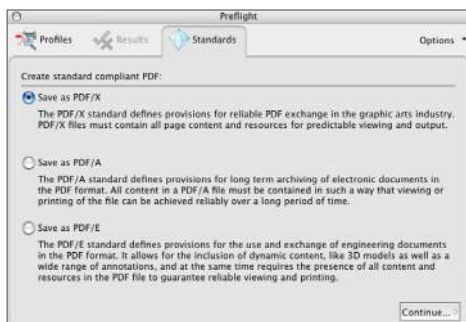 Preflight
Profiles Results Standards Options
Create standard compliant PDF:
Save as PDF/X
The PDF/X standard defines provisions for reliable PDF exchange in the graphic arts industry.
PDF/X files must contain all page content and resources for predictable viewing and output.
Save as PDF/A
The PDF/A standard defines provisions for long term archiving of electronic documents in
the PDF format. All content in a PDF/A file must be contained in such a way that viewing or
printing of the file can be achieved reliably over a long period of time.
Save as PDF/E
The PDF/E standard defines provisions for the use and exchange of engineering documents
in the PDF format. It allows for the inclusion of dynamic content, like 3D models as well as a
wide range of annotations, and at the same time requires the presence of all content and
resources in the PDF file to guarantee reliable viewing and printing.
Continue...